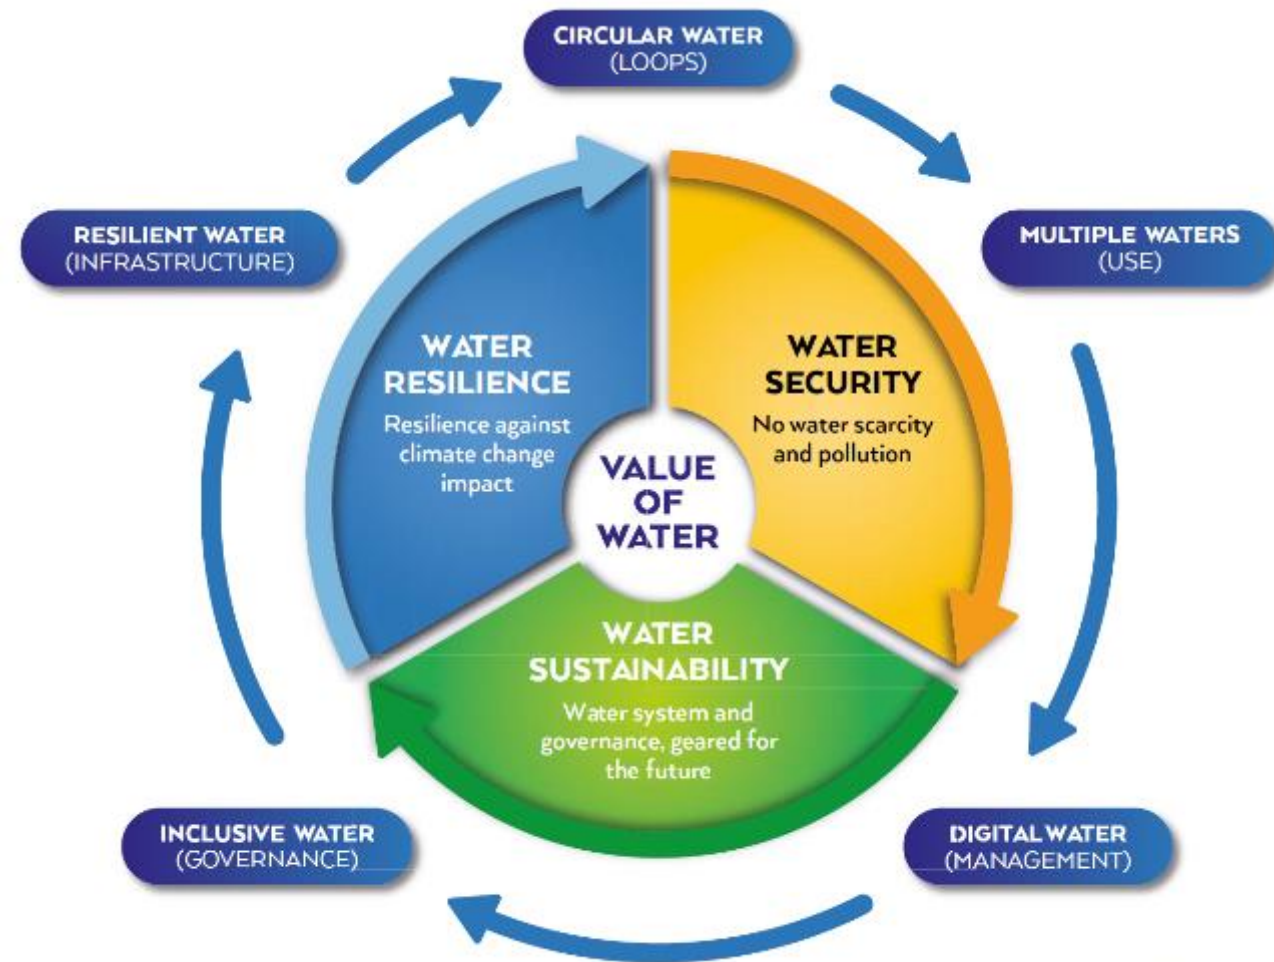 CIRCULAR WATER
(LOOPS)
RESILIENT WATER
(INFRASTRUCTURE)
MULTIPLE WATERS
(USE)
WATER
RESILIENCE
Resilience against
climate change
impact
WATER
SECURITY
No water scarcity
and pollution
VALUE
OF
WATER
WATER
SUSTAINABILITY
Water system and
governance, geared for
the future
INCLUSIVE WATER
(GOVERNANCE)
DIGITAL WATER
(MANAGEMENT)